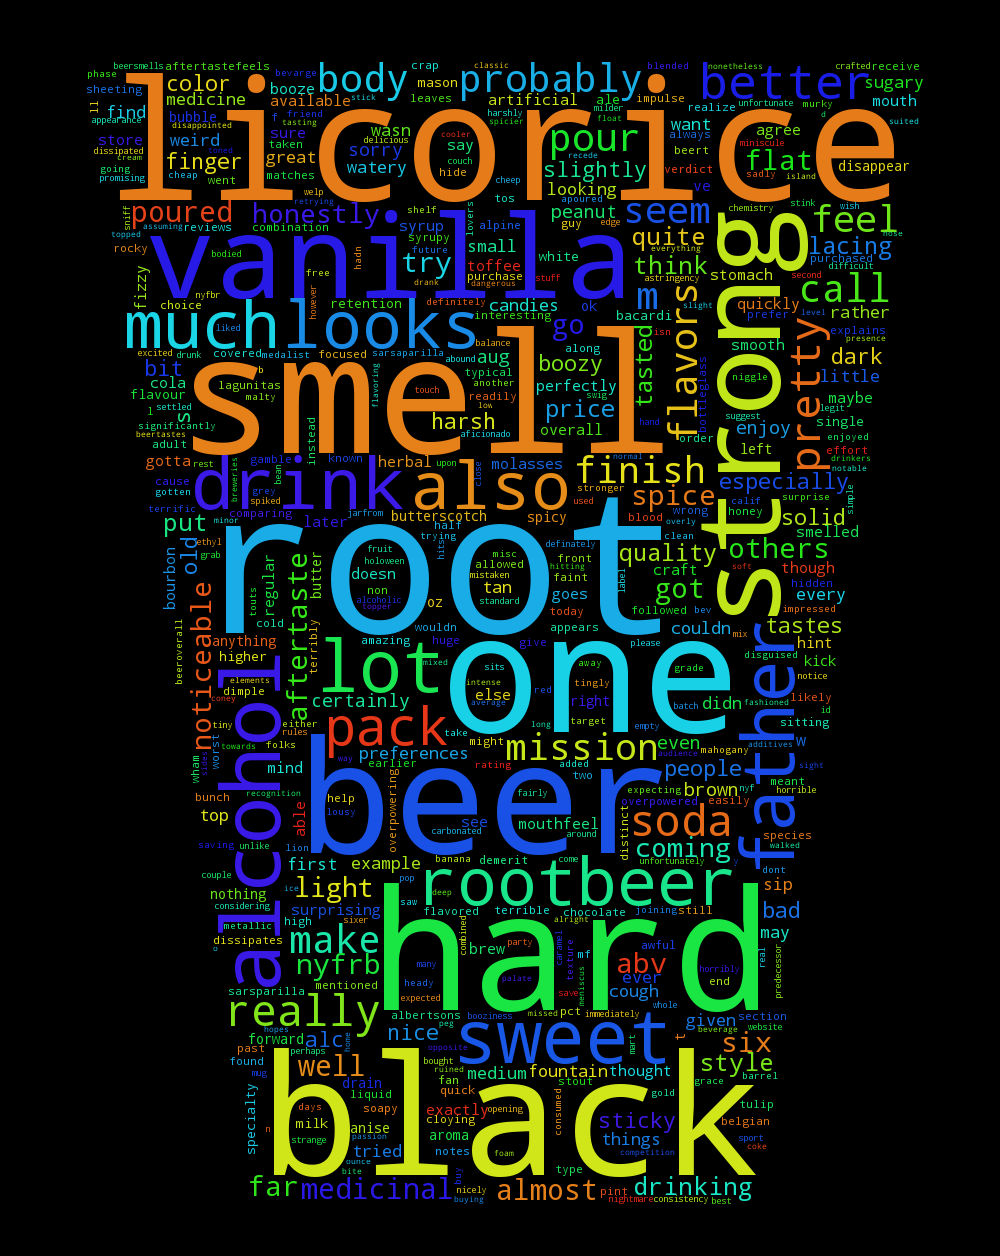 beersmells aftertastefeels bevarge crap classic blended nonetheless crafted receive
phase sheeting color booze body mason probably better sugary
ll medicine available leaves artificial ale impulse realize unfortunate murky mouth
licorice
appearance find bubble f friend stick harshly milder want always beert d suited
disappointed tasting wasn spicier float pour agree miniscule
store weird sure delicious say cooler slightly flat disappear
dissipated taken sorry couch verdict
cream finger great watery hide recede sadly island
going cheap toned matches cheep looking ve
promising went welp tos apoured stink wish
sniff poured retrying shelf lovers peanut seem chemistry feel
topped assuming reviews honestly syrup alpine guy edge nose
rocky combination future syrupy small white quite everything lacing
vanilla
bodied hadn try toffee think purchased difficult
fizzy free drank purchase stuff astringency stomach second call
nyfbr however dangerous candies m slight quickly rather
choice retention definitely ok bacardi prefer level
much looks interesting go isn strong explains
excited liked covered medalist focused sarsaparilla balance along flavors smooth pretty presence
bit drunk b abound aug boozy tasted bottleglass dark
cola lagunitas flavoring typical another perfectly niggle little
flavour malty touch readily price suggest maybe
smell
l s settled low swig hand enjoy legit single
significantly harsh overall order left enjoyed
beertastes adult aficionado drinkers
gotta instead herbal upon close finish normal effort
rest gamble known molasses especially notable
cause breweries bean stronger
gotten drink also spice calif surprise simple
grey spiked used wrong honey
terrific comparing later jarfrom butterscotch spicy blood overly solid
put minor half hits definately clean smelled
old ethyl trying front quality others
bourbon grab fruit misc hitting label soft though
holoween allowed craft hidden
touts regular butter doesn mistaken tan faint got every
root
aftertaste non standard goes followed bev impressed
cold alcoholic oz today disguised tastes
topper wouldn appears couldn mix
beeroverall anything terribly amazing huge give please hint
noticeable higher lot mixed sits away grade father notice kick
elements intense else tingly
dimple certainly average red right batch didn fashioned likely
one
coney tiny either pack long target empty sitting id
alcohol rules take might mission even additives w
towards folks preferences audience mahogany sight
worst way earlier rating added people meant
wham sides mind two expecting nyf horrible
recognition overpowering fairly overpowered brown easily
bunch able help see mouthfeel distinct
beer
top lousy carbonated around soda species
saving unlike lion walked
couple first example banana demerit come unfortunately coming y dont
considering nothing ice light pop deep sip
surprising saw flavored rootbeer terrible chocolate joining still bad
metallic high sixer alright
o dissipates make combined brew party caramel texture mf awful may real predecessor
hard
nyfrb many palate abv horribly
heady meniscus ever end
sarsparilla mentioned expected save cough whole
really booziness missed pct immediately
albertsons given section
forward hopes alc home nice peg sweet mart t beverage website six
past perhaps opposite
found mug well bought ruined medium fountain thought style
drain fan stout grace barrel
specialty liquid quick gold
black
days soapy exactly opening consumed sticky tulip
n milk anise cloying belgian
strange passion aroma foam things sport
tried notes competition coke
ounce type
bite buy
far medicinal nicely almost pint drinking
buying nightmare consistency best